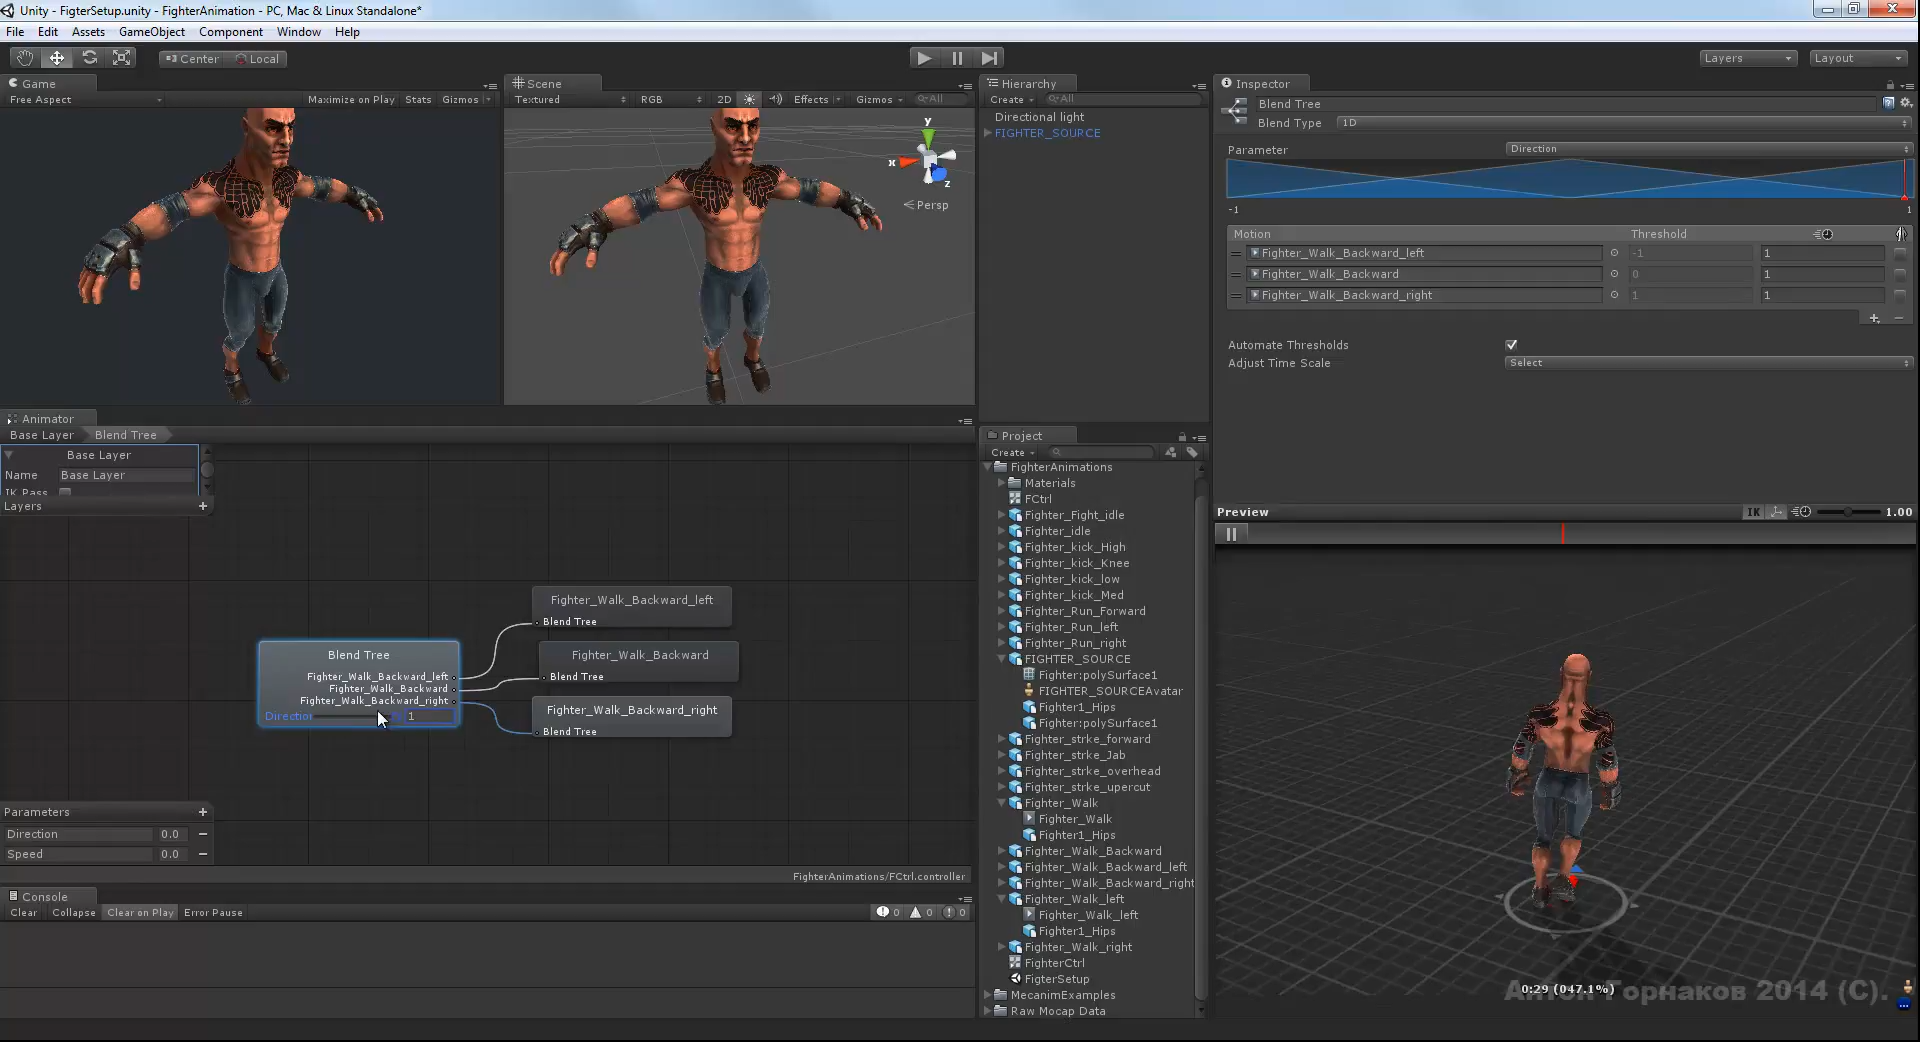 Unity - FigterSetup.unity - FighterAnimation - PC, Mac & Linux Standalone*
File Edit Assets GameObject Component Window Help
Center Local
Layers
Layout
Game
Free Aspect Maximize on Play Stats Gizmos
Scene
Textured RGB 2D Effects Gizmos All
y
x
z
Persp
Hierarchy
Create All
Directional light
FIGHTER_SOURCE
Inspector
Blend Tree
Blend Type 1D
Parameter Direction
-1 1
Motion Threshold
Fighter_Walk_Backward_left -1 1
Fighter_Walk_Backward 0 1
Fighter_Walk_Backward_right 1 1
Automate Thresholds
Adjust Time Scale Select
Animator
Base Layer Blend Tree
Base Layer
Name Base Layer
IK Pass
Layers
Fighter_Walk_Backward_left
Blend Tree
Fighter_Walk_Backward
Blend Tree
Fighter_Walk_Backward_right
Blend Tree
Blend Tree
Fighter_Walk_Backward_left
Fighter_Walk_Backward
Fighter_Walk_Backward_right
Direction 1
Parameters
Direction 0.0
Speed 0.0
FighterAnimations/FCtrl.controller
Console
Clear Collapse Clear on Play Error Pause 0 0 0
Project
Create
FighterAnimations
Materials
FCtrl
Fighter_Fight_idle
Fighter_idle
Fighter_kick_High
Fighter_kick_Knee
Fighter_kick_low
Fighter_kick_Med
Fighter_Run_Forward
Fighter_Run_left
Fighter_Run_right
FIGHTER_SOURCE
Fighter:polySurface1
FIGHTER_SOURCEAvatar
Fighter1_Hips
Fighter:polySurface1
Fighter_strke_forward
Fighter_strke_Jab
Fighter_strke_overhead
Fighter_strke_upercut
Fighter_Walk
Fighter_Walk
Fighter1_Hips
Fighter_Walk_Backward
Fighter_Walk_Backward_left
Fighter_Walk_Backward_right
Fighter_Walk_left
Fighter_Walk_left
Fighter1_Hips
Fighter_Walk_right
FighterCtrl
FigterSetup
MecanimExamples
Raw Mocap Data
Preview IK 1.00
0:29 (047.1%)
Антон Горнаков 2014 (C).